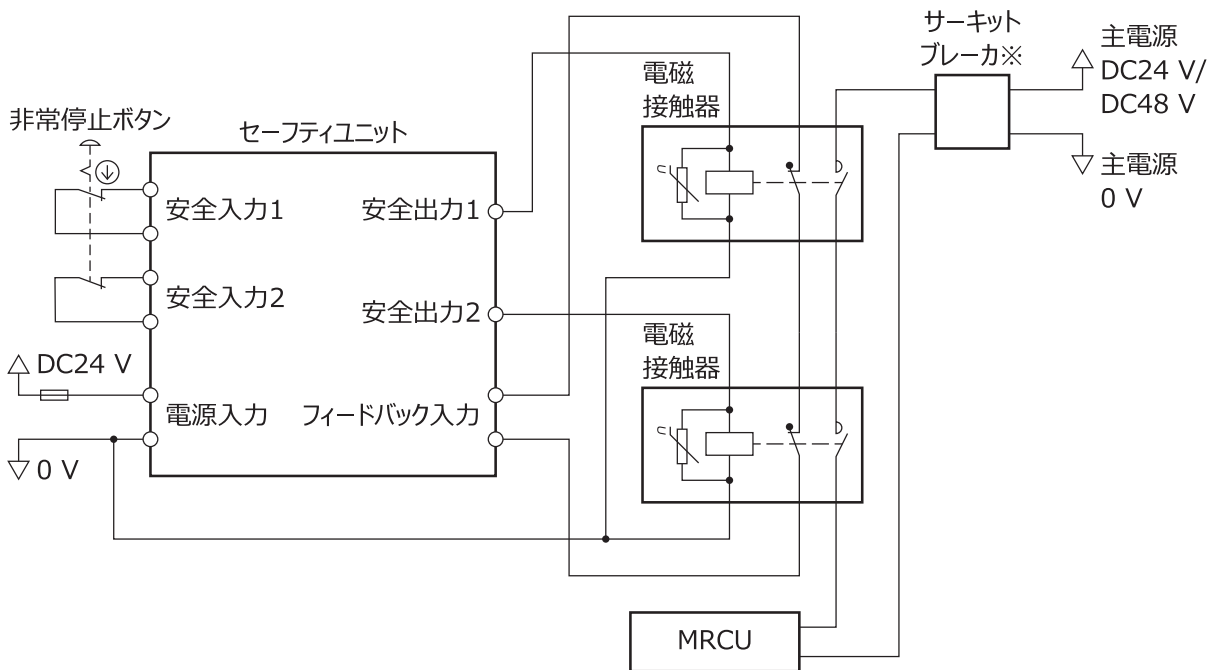 サーキット
ブレーカ※
主電源
DC24 V/
DC48 V
主電源
0 V
電磁
接触器
非常停止ボタン
セーフティユニット
安全入力1
安全出力1
安全入力2
安全出力2
電磁
接触器
DC24 V
電源入力
フィードバック入力
0 V
MRCU